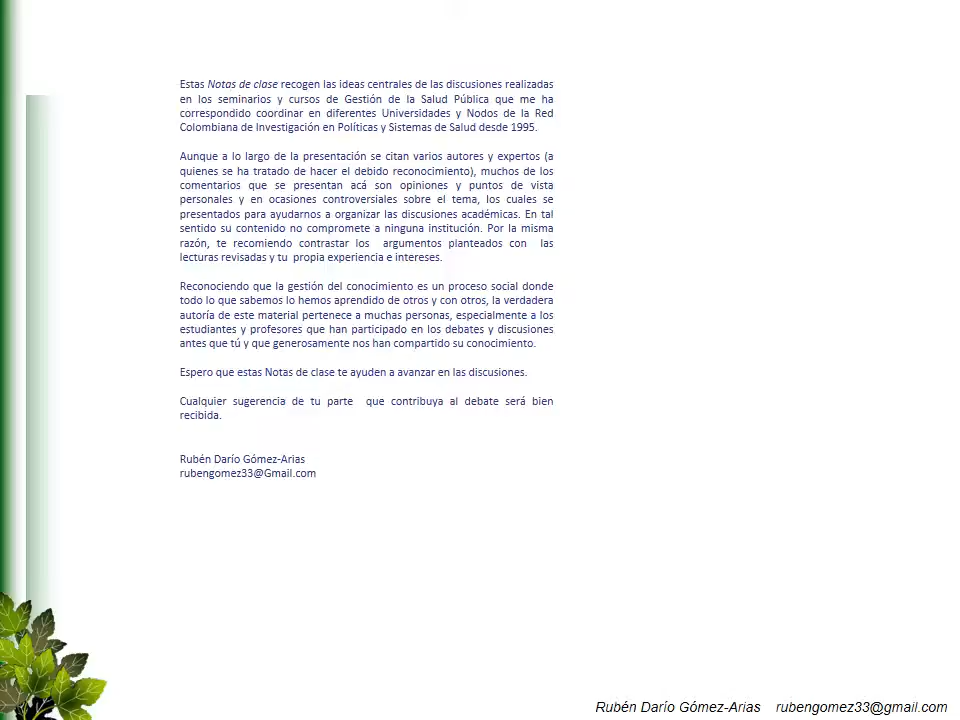 Estas Notas de clase recogen las ideas centrales de las discusiones realizadas
en los seminarios y cursos de Gestión de la Salud Pública que me ha
correspondido coordinar en diferentes Universidades y Nodos de la Red
Colombiana de Investigación en Políticas y Sistemas de Salud desde 1995.
Aunque a lo largo de la presentación se citan varios autores y expertos (a
quienes se ha tratado de hacer el debido reconocimiento), muchos de los
comentarios que se presentan acá son opiniones y puntos de vista
personales y en ocasiones controversiales sobre el tema, los cuales se
presentados para ayudarnos a organizar las discusiones académicas. En tal
sentido su contenido no compromete a ninguna institución. Por la misma
razón, te recomiendo contrastar los argumentos planteados con las
lecturas revisadas y tu propia experiencia e intereses.
Reconociendo que la gestión del conocimiento es un proceso social donde
todo lo que sabemos lo hemos aprendido de otros y con otros, la verdadera
autoría de este material pertenece a muchas personas, especialmente a los
estudiantes y profesores que han participado en los debates y discusiones
antes que tú y que generosamente nos han compartido su conocimiento.
Espero que estas Notas de clase te ayuden a avanzar en las discusiones.
Cualquier sugerencia de tu parte que contribuya al debate será bien
recibida.
Rubén Darío Gómez-Arias
rubengomez33@Gmail.com
Rubén Darío Gómez-Arias rubengomez33@gmail.com